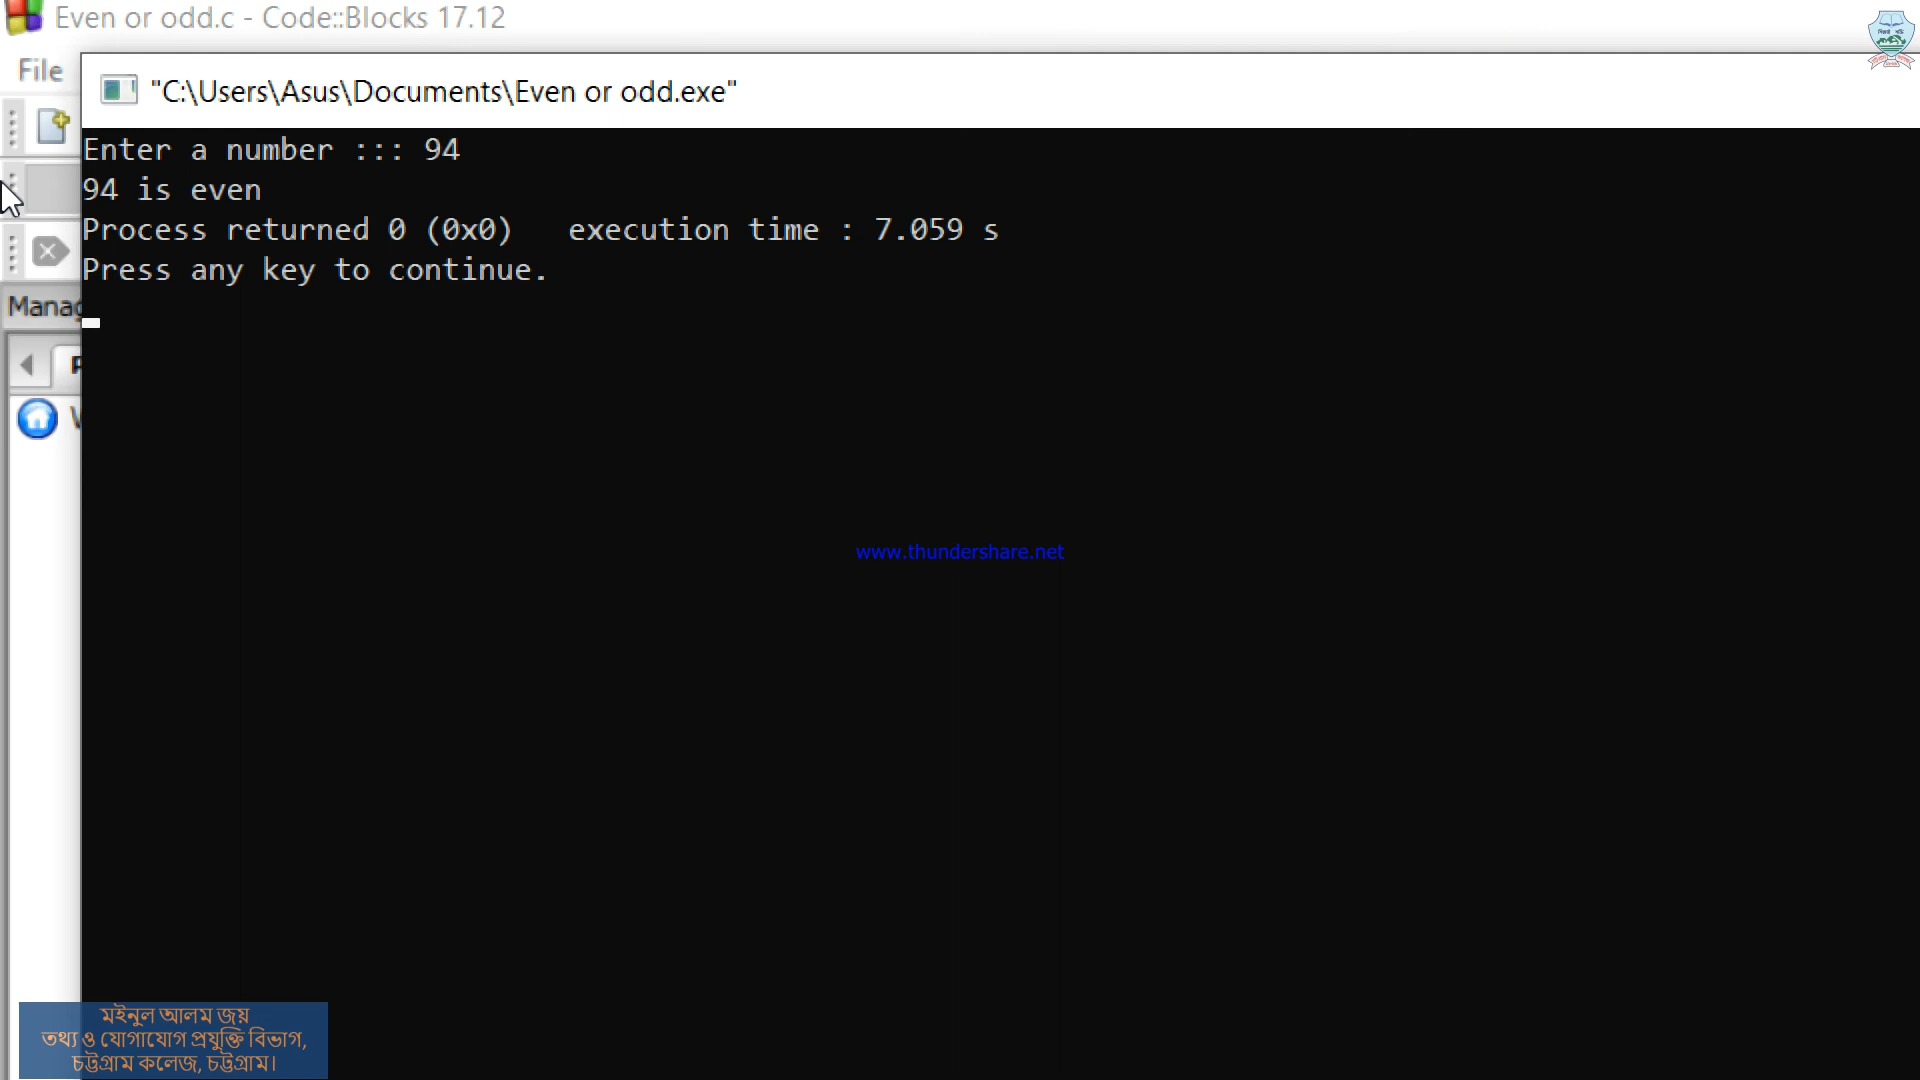 Even or odd.c - Code::Blocks 17.12
File
"C:\Users\Asus\Documents\Even or odd.exe"
Enter a number ::: 94
94 is even
Process returned 0 (0x0)   execution time : 7.059 s
Press any key to continue.
Manag
www.thundershare.net
মইনুল আলম জয়
তথ্য ও যোগাযোগ প্রযুক্তি বিভাগ,
চট্টগ্রাম কলেজ, চট্টগ্রাম।